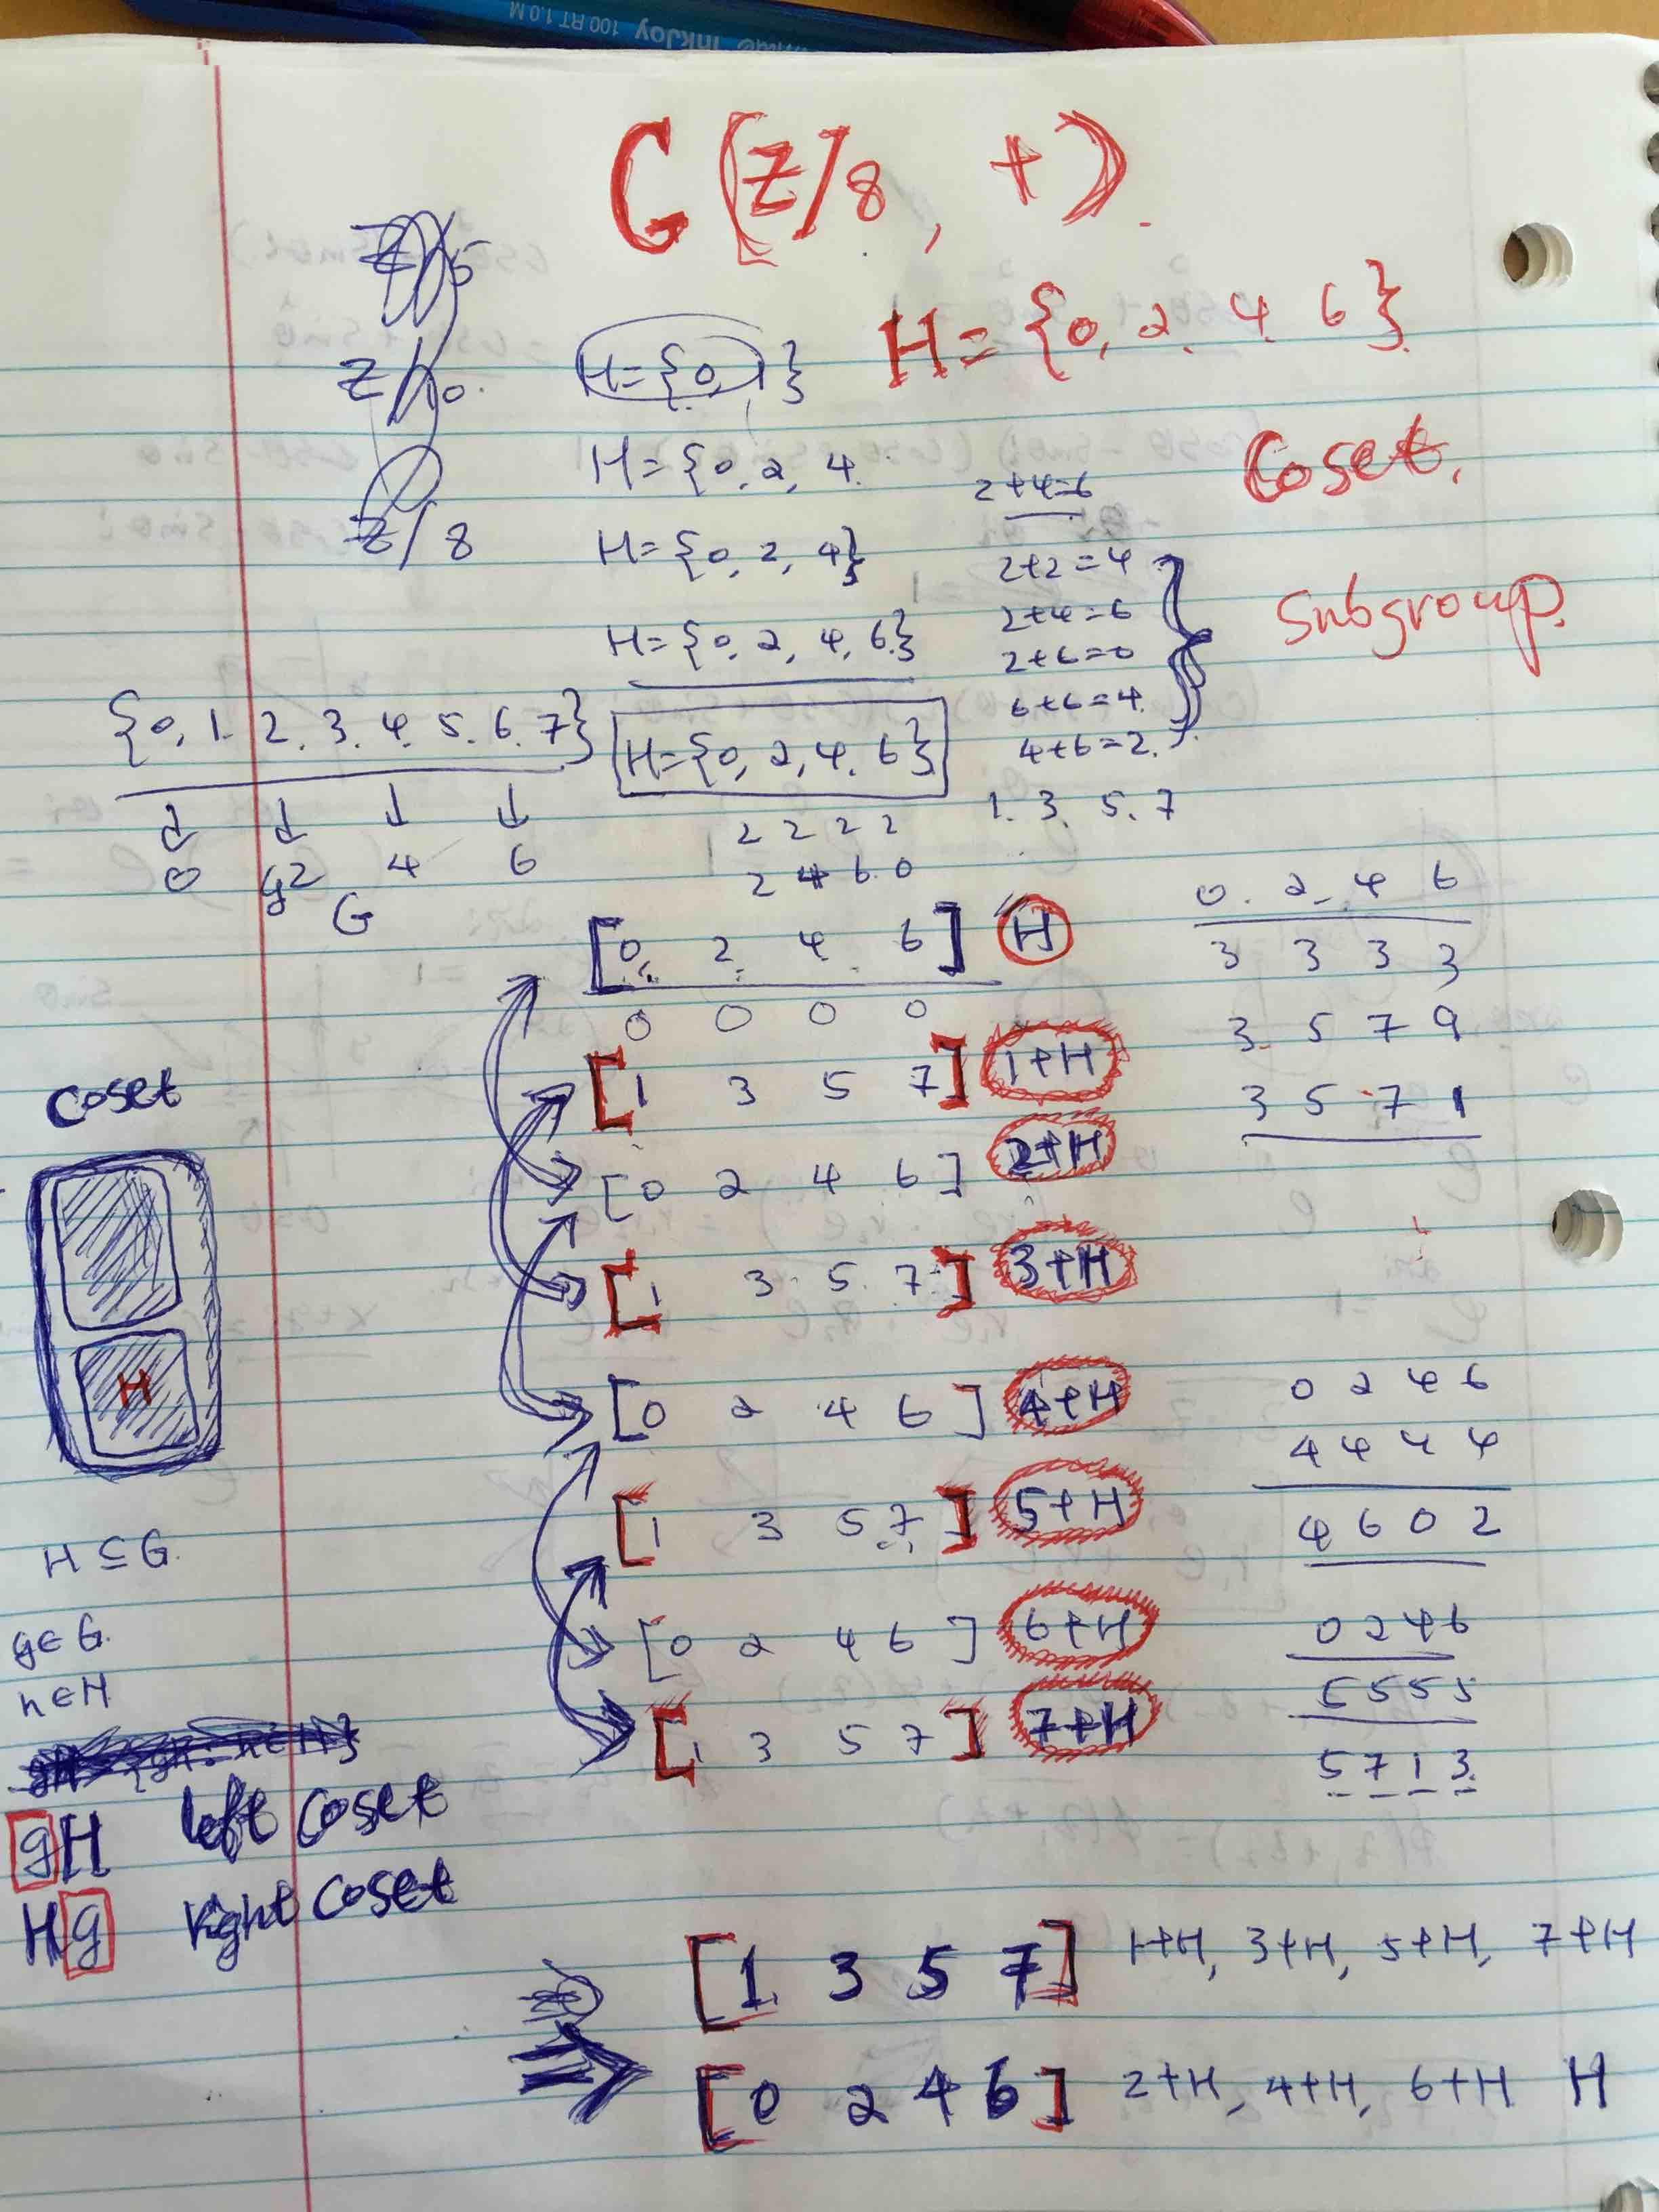 InkJoy 100 RT 1.0 M
G(Z/8, +).
H={0, 2, 4 6}
Z/5
Z/10.
Z/8
H={0, 1}
H={0, 2, 4.
H={0, 2, 4}
H={0, 2, 4, 6}
2+4=6
2+2=4
2+4=6
2+6=0
6+6=4.
4+6=2.
Coset.
Subgroup.
{0, 1. 2. 3. 4. 5. 6. 7}
0 2 4 6
G
H={0, 2, 4. 6}
1. 3. 5. 7
2 2 2 2
2 4 6. 0
[0, 2. 4. 6] H
0 0 0 0
[1 3 5 7] 1+H
[0 2 4 6] 2+H
[1 3. 5. 7.] 3+H
[0 2 4 6] 4+H
[1 3 5 7] 5+H
[0 2 4 6] 6+H
[1 3 5 7] 7+H
0. 2. 4 6
3 3 3 3
3 5 7 9
3 5 7 1
0 2 4 6
4 4 4 4
4 6 0 2
0 2 4 6
5 5 5 5
5 7 1 3.
Coset
H
H ≤ G.
g∈G.
h∈H
gH left Coset
Hg Right Coset
⇒ [1 3 5 7] 1+H, 3+H, 5+H, 7+H
⇒ [0 2 4 6] 2+H, 4+H, 6+H H